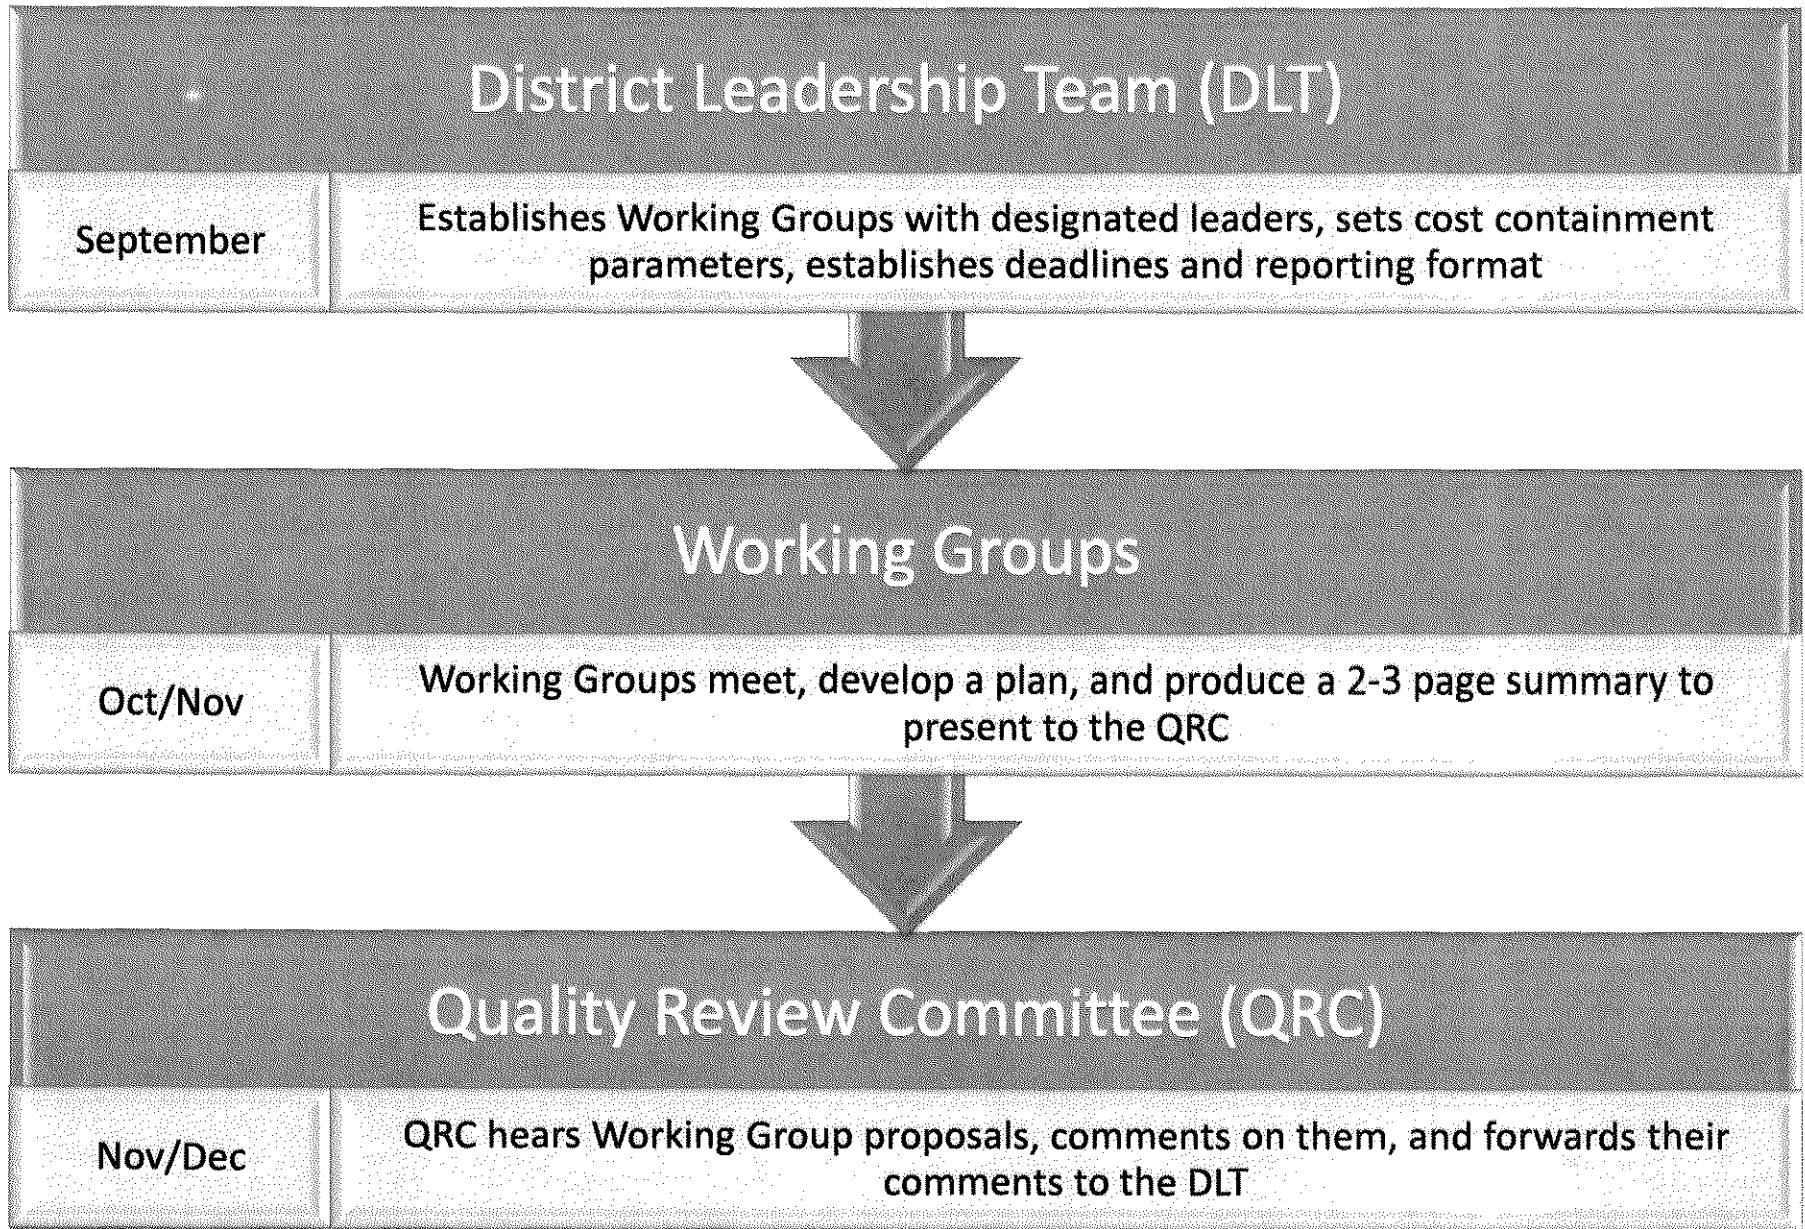 District Leadership Team (DLT)
September
Establishes Working Groups with designated leaders, sets cost containment
parameters, establishes deadlines and reporting format
Working Groups
Oct/Nov
Working Groups meet, develop a plan, and produce a 2-3 page summary to
present to the QRC
Quality Review Committee (QRC)
Nov/Dec
QRC hears Working Group proposals, comments on them, and forwards their
comments to the DLT